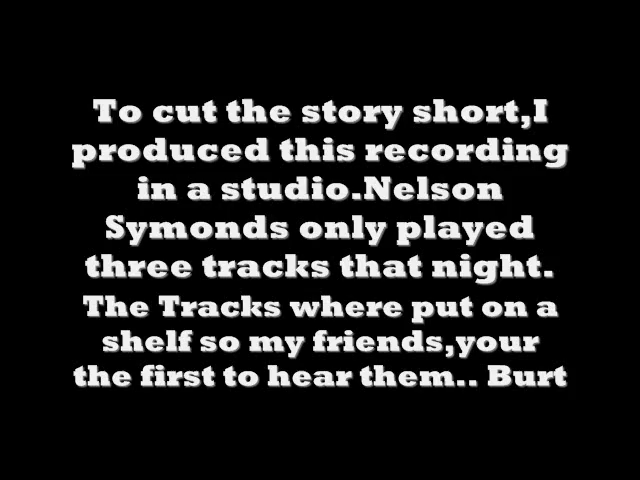 To cut the story short,I
produced this recording
in a studio.Nelson
Symonds only played
three tracks that night.
The Tracks where put on a
shelf so my friends,your
the first to hear them.. Burt